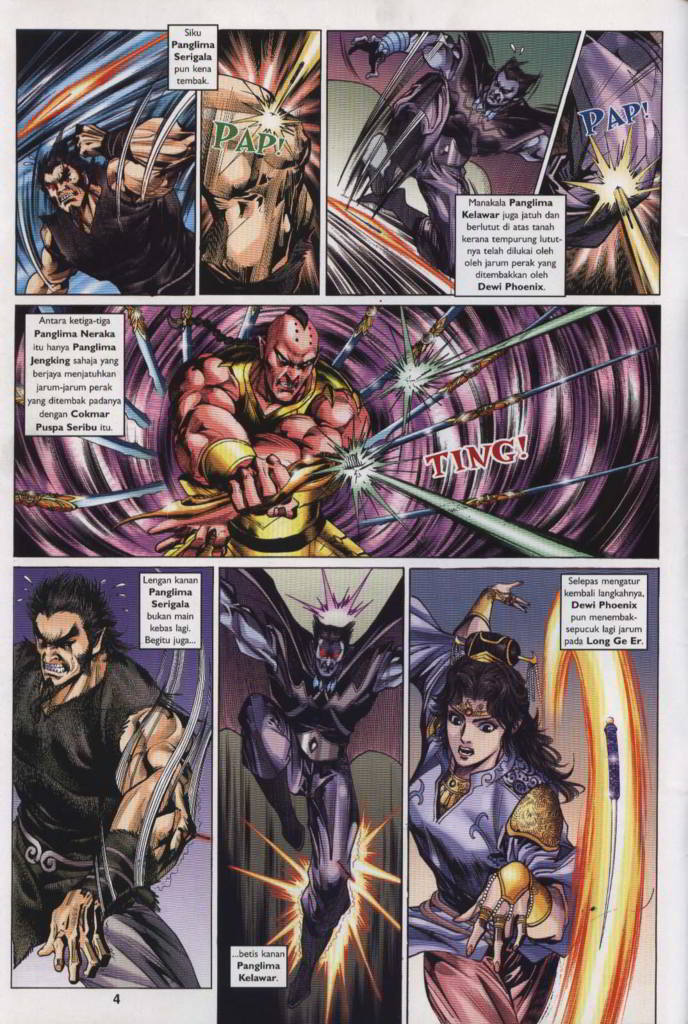 Siku
Panglima
Serigala
pun kena
tembak.
PAP!
PAP!
Manakala Panglima
Kelawar juga jatuh dan
berlutut di atas tanah
kerana tempurung lutut-
nya telah dilukai oleh
oleh jarum perak yang
ditembakkan oleh
Dewi Phoenix.
Antara ketiga-tiga
Panglima Neraka
itu hanya Panglima
Jengking sahaja yang
berjaya menjatuhkan
jarum-jarum perak
yang ditembak padanya
dengan Cokmar
Puspa Seribu itu.
TING!
Lengan kanan
Panglima
Serigala
bukan main
kebas lagi.
Begitu juga...
...betis kanan
Panglima
Kelawar.
Selepas mengatur
kembali langkahnya,
Dewi Phoenix
pun menembak-
sepucuk lagi jarum
pada Long Ge Er.
4